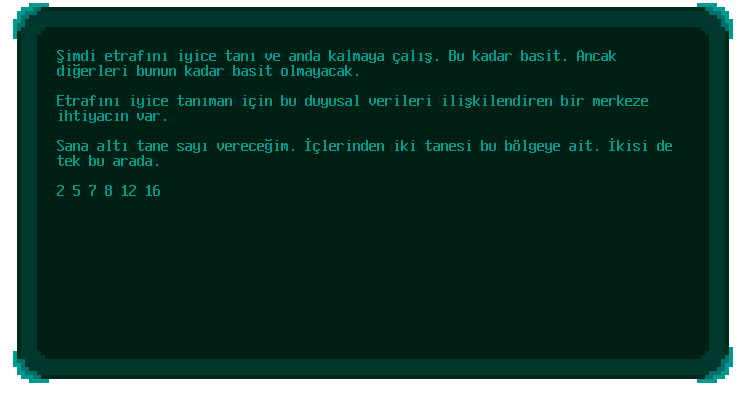 Şimdi etrafını iyice tanı ve anda kalmaya çalış. Bu kadar basit. Ancak
diğerleri bunun kadar basit olmayacak.
Etrafını iyice tanıman için bu duyusal verileri ilişkilendiren bir merkeze
ihtiyacın var.
Sana altı tane sayı vereceğim. İçlerinden iki tanesi bu bölgeye ait. İkisi de
tek bu arada.
2 5 7 8 12 16